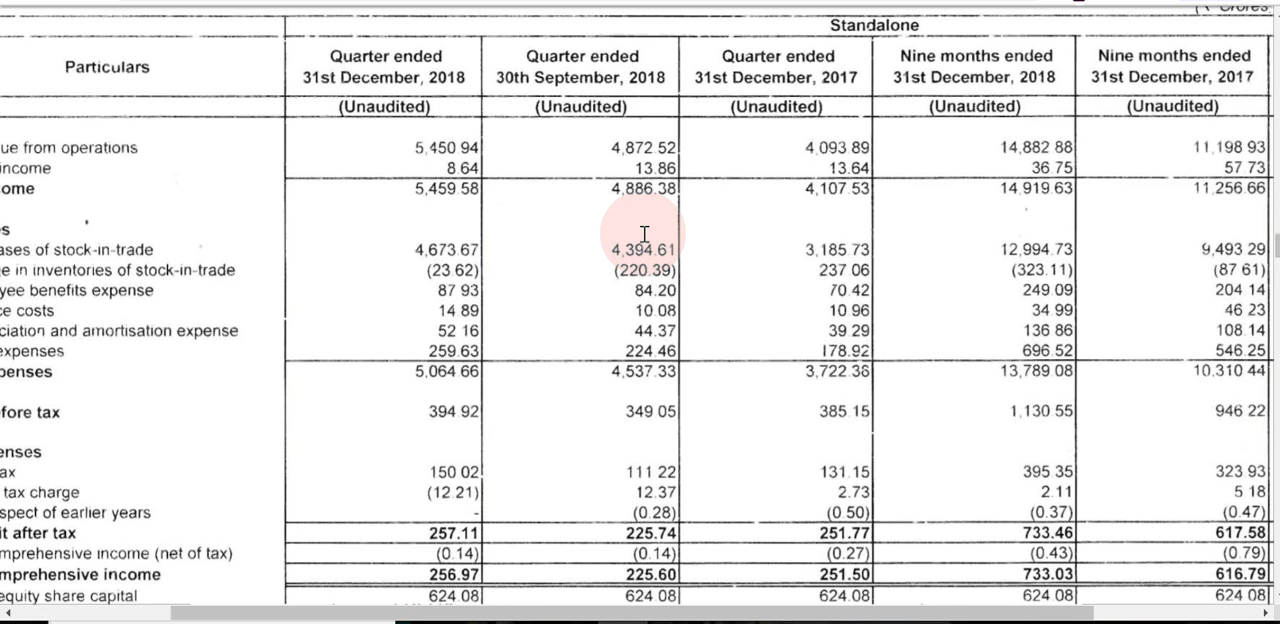 Standalone
Particulars
Quarter ended Quarter ended Quarter ended Nine months ended Nine months ended
31st December, 2018 30th September, 2018 31st December, 2017 31st December, 2018 31st December, 2017
(Unaudited) (Unaudited) (Unaudited) (Unaudited) (Unaudited)
ue from operations 5,450 94 4,872.52 4,093 89 14,882 88 11,198 93
income 8.64 13.86 13.64 36.75 57 73
ome 5,459 58 4,886.38 4,107.53 14,919.63 11,256.66
s
ases of stock-in-trade 4,673.67 4,394.61 3,185.73 12,994.73 9,493 29
e in inventories of stock-in-trade (23 62) (220.39) 237 06 (323.11) (87 61)
yee benefits expense 87 93 84.20 70.42 249 09 204 14
ce costs 14 89 10.08 10 96 34.99 46 23
ciation and amortisation expense 52 16 44.37 39 29 136 86 108 14
expenses 259.63 224.46 178.92 696.52 546.25
penses 5,064 66 4,537.33 3,722.38 13,789 08 10,310 44
fore tax 394.92 349 05 385 15 1,130 55 946 22
enses
ax 150 02 111 22 131.15 395 35 323 93
tax charge (12.21) 12.37 2.73 2.11 5 18
spect of earlier years - (0.28) (0.50) (0.37) (0.47)
it after tax 257.11 225.74 251.77 733.46 617.58
mprehensive income (net of tax) (0.14) (0.14) (0.27) (0.43) (0.79)
mprehensive income 256.97 225.60 251.50 733.03 616.79
equity share capital 624 08 624 08 624.08 624 08 624 08